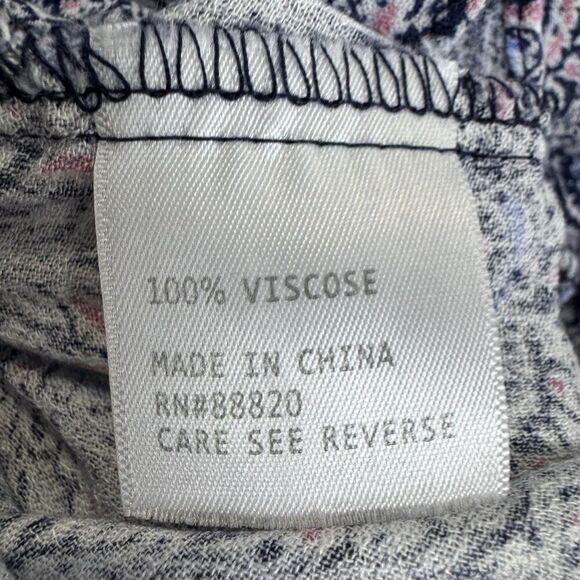 100% VISCOSE
MADE IN CHINA
RN#88820
CARE SEE REVERSE